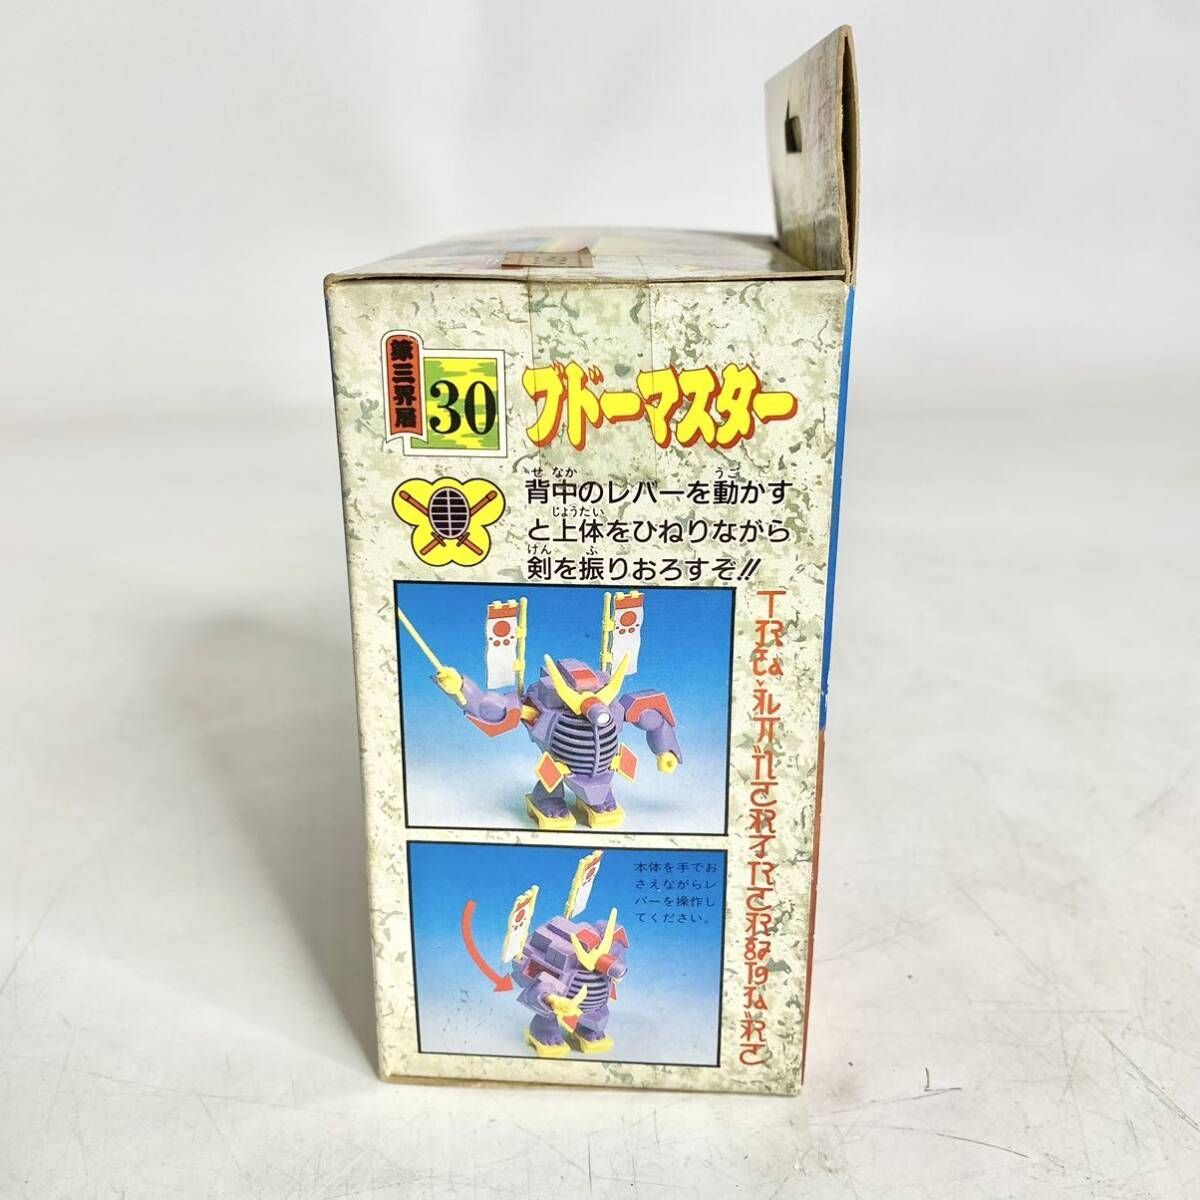 第三界層
30
ブドーマスター
背中のレバーを動かす
と上体をひねりながら
剣を振りおろすぞ!!
せ なか
うご
じょうたい
けん
ふ
本体を手でお
さえながらレ
バーを操作し
てください。